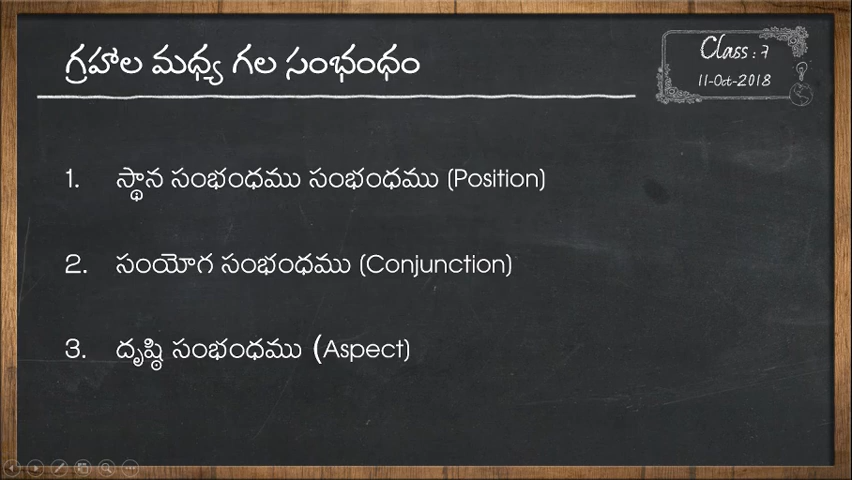 గ్రహాల మధ్య గల సంభంధం
Class : 7
11-Oct-2018
1. స్థాన సంభంధము సంభంధము (Position)
2. సంయోగ సంభంధము (Conjunction)
3. దృష్ఠి సంభంధము (Aspect)